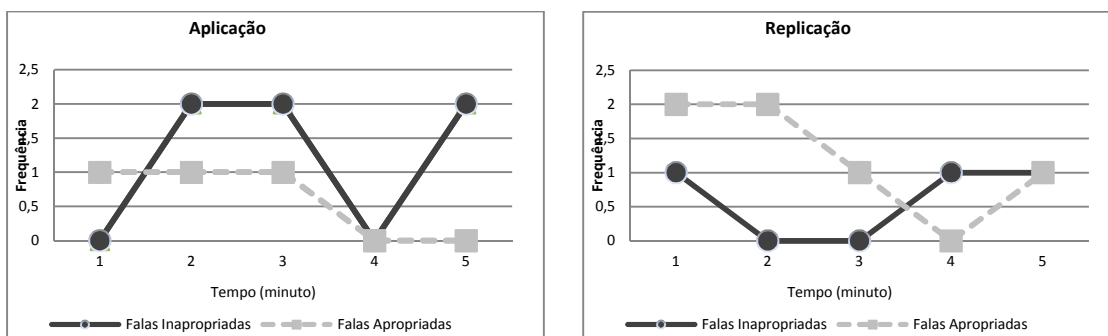 Aplicação
2,5
2
1,5
1
0,5
0
Frequência
1 2 3 4 5
Tempo (minuto)
Falas Inapropriadas Falas Apropriadas
Replicação
2,5
2
1,5
1
0,5
0
Frequência
1 2 3 4 5
Tempo (minuto)
Falas Inapropriadas Falas Apropriadas